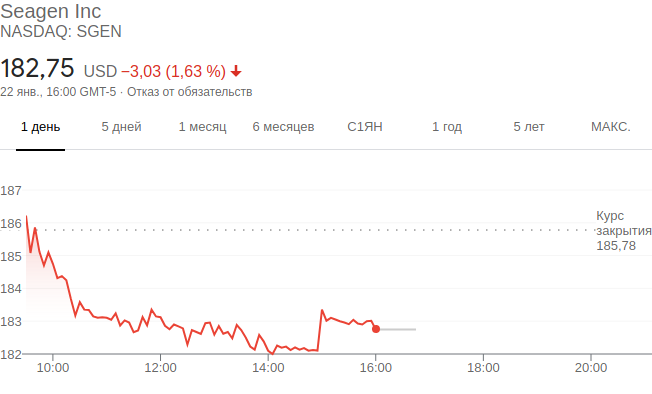 Seagen Inc
NASDAQ: SGEN
182,75 USD −3,03 (1,63 %)
22 янв., 16:00 GMT-5 · Отказ от обязательств
1 день 5 дней 1 месяц 6 месяцев С1ЯН 1 год 5 лет МАКС.
187
186
185
184
183
182
Курс
закрытия
185,78
10:00 12:00 14:00 16:00 18:00 20:00